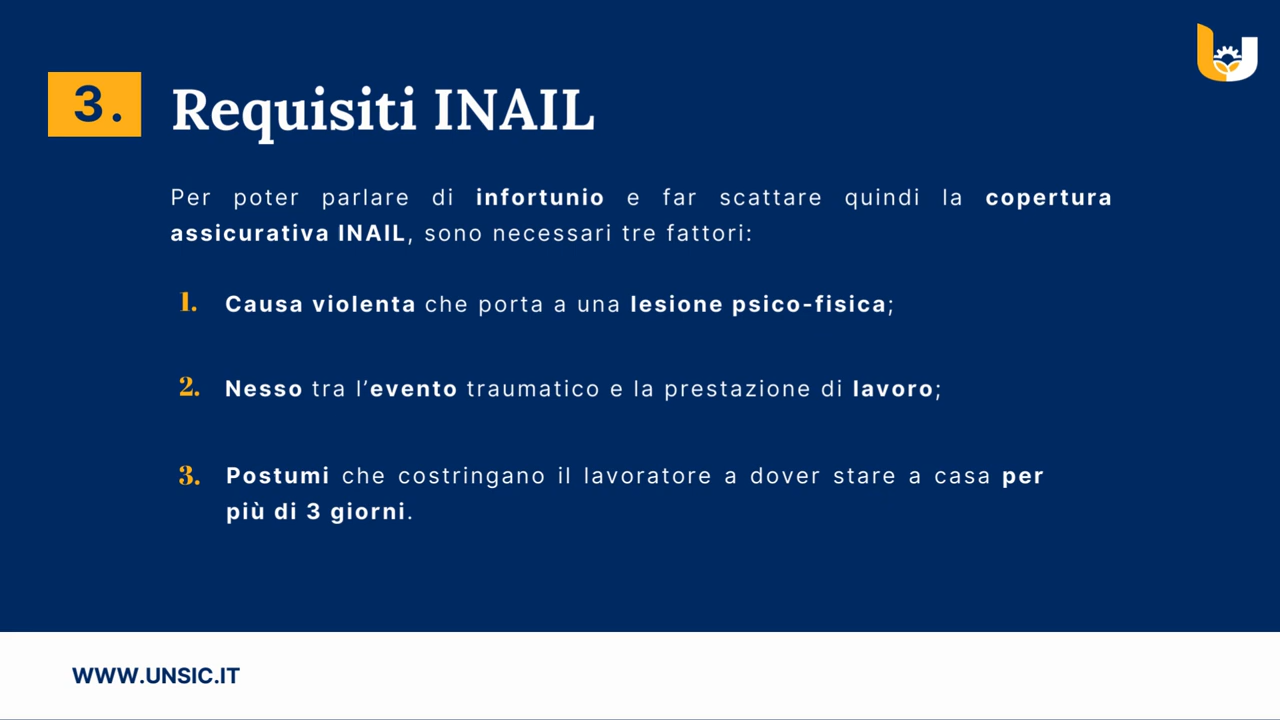 3. Requisiti INAIL
Per poter parlare di infortunio e far scattare quindi la copertura
assicurativa INAIL, sono necessari tre fattori:
1. Causa violenta che porta a una lesione psico-fisica;
2. Nesso tra l’evento traumatico e la prestazione di lavoro;
3. Postumi che costringano il lavoratore a dover stare a casa per
più di 3 giorni.
WWW.UNSIC.IT